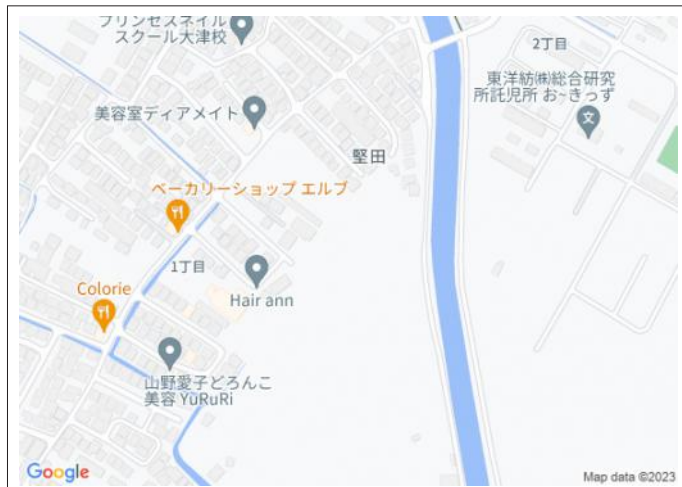 プリンセスネイル
スクール大津校
2丁目
東洋紡㈱総合研究
所託児所 お~きっず
美容室ディアメイト
堅田
ベーカリーショップ エルブ
1丁目
Colorie
Hair ann
山野愛子どろんこ
美容 YuRuRi
Google
Map data ©2023